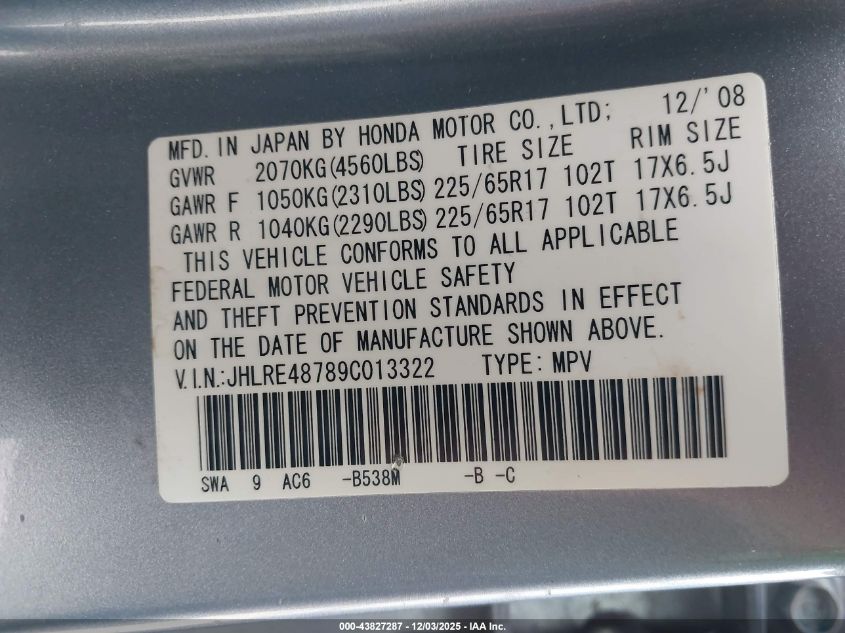 MFD. IN JAPAN BY HONDA MOTOR CO.,LTD; 12/'08
GVWR 2070KG(4560LBS) TIRE SIZE RIM SIZE
GAWR F 1050KG(2310LBS) 225/65R17 102T 17X6.5J
GAWR R 1040KG(2290LBS) 225/65R17 102T 17X6.5J
THIS VEHICLE CONFORMS TO ALL APPLICABLE
FEDERAL MOTOR VEHICLE SAFETY
AND THEFT PREVENTION STANDARDS IN EFFECT
ON THE DATE OF MANUFACTURE SHOWN ABOVE.
V.I.N.:JHLRE48789C013322 TYPE: MPV
SWA 9 AC6 -B538M -B -C
000-43827287 - 12/03/2025 - IAA Inc.